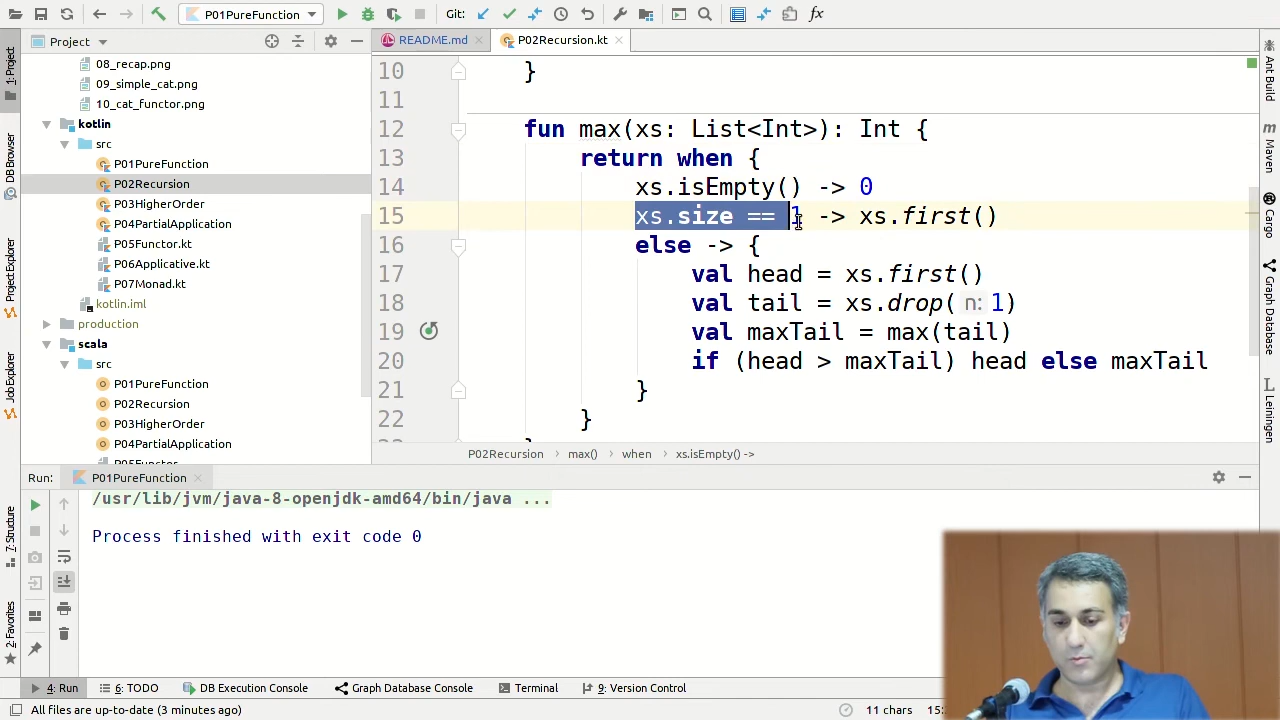 P01PureFunction
Git:
Project
README.md
P02Recursion.kt
1: Project
DB Browser
Project Explorer
Job Explorer
7: Structure
2: Favorites
08_recap.png
09_simple_cat.png
10_cat_functor.png
kotlin
src
P01PureFunction
P02Recursion
P03HigherOrder
P04PartialApplication
P05Functor.kt
P06Applicative.kt
P07Monad.kt
kotlin.iml
production
scala
src
P01PureFunction
P02Recursion
P03HigherOrder
P04PartialApplication
P05Functor
10 }
11
12 fun max(xs: List<Int>): Int {
13 return when {
14 xs.isEmpty() -> 0
15 xs.size == 1 -> xs.first()
16 else -> {
17 val head = xs.first()
18 val tail = xs.drop( n: 1)
19 val maxTail = max(tail)
20 if (head > maxTail) head else maxTail
21 }
22 }
P02Recursion › max() › when › xs.isEmpty() ->
Ant Build
Maven
Cargo
Graph Database
Leiningen
Run: P01PureFunction
/usr/lib/jvm/java-8-openjdk-amd64/bin/java ...
Process finished with exit code 0
4: Run
6: TODO
DB Execution Console
Graph Database Console
Terminal
9: Version Control
All files are up-to-date (3 minutes ago)
11 chars
15: